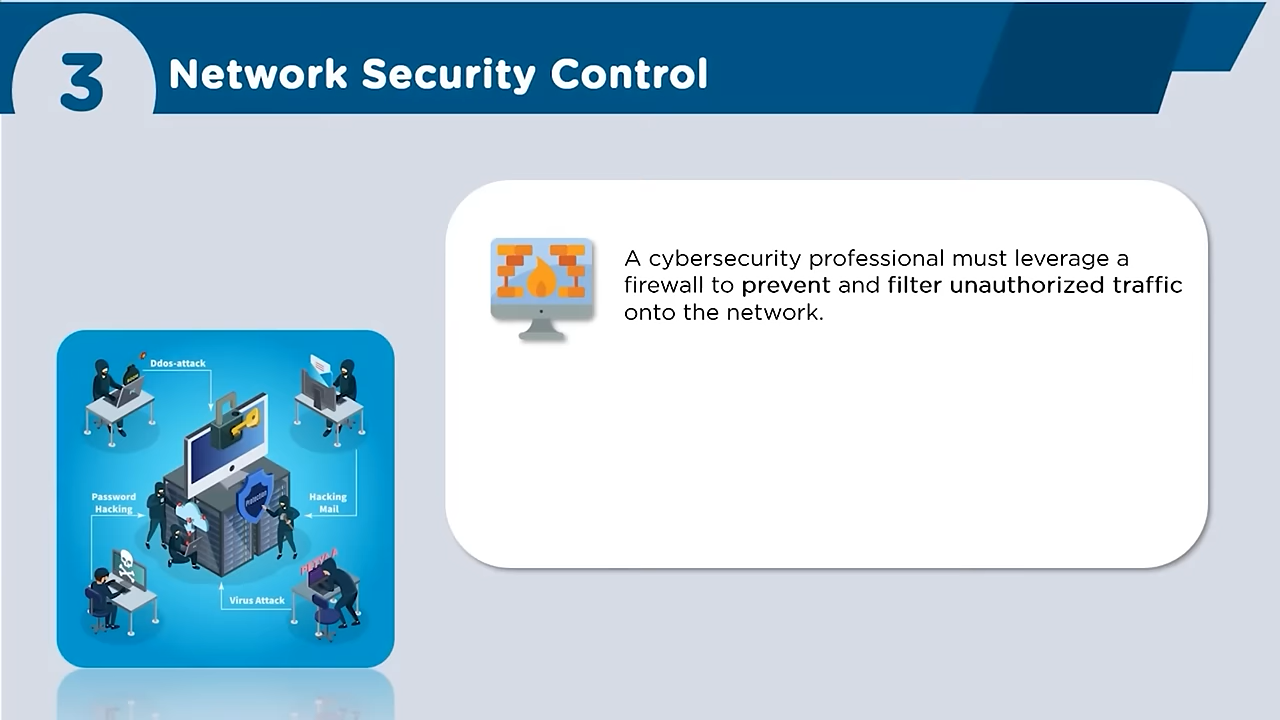 3
Network Security Control
A cybersecurity professional must leverage a
firewall to prevent and filter unauthorized traffic
onto the network.
Ddos-attack
Password
Hacking
Hacking
Mail
Protection
Virus Attack